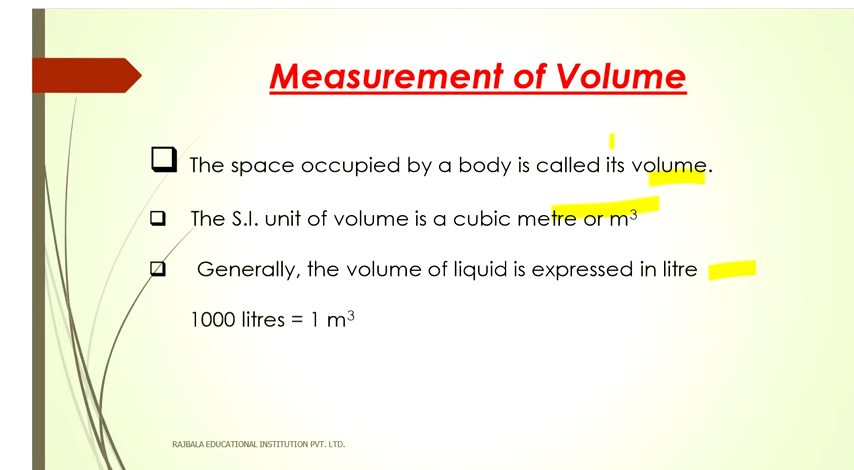 Measurement of Volume
The space occupied by a body is called its volume.
The S.I. unit of volume is a cubic metre or m³
Generally, the volume of liquid is expressed in litre
1000 litres = 1 m³
RAJBALA EDUCATIONAL INSTITUTION PVT. LTD.